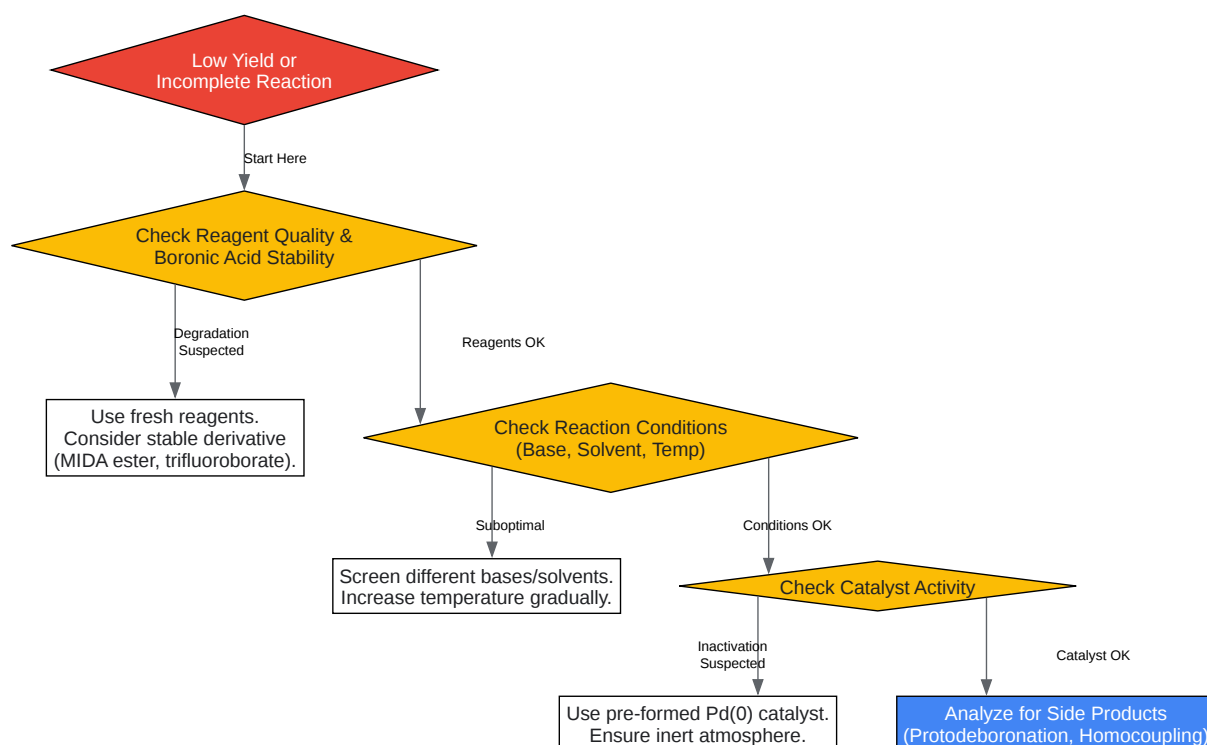 Low Yield or
Incomplete Reaction
Start Here
Check Reagent Quality &
Boronic Acid Stability
Degradation
Suspected
Reagents OK
Use fresh reagents.
Consider stable derivative
(MIDA ester, trifluoroborate).
Check Reaction Conditions
(Base, Solvent, Temp)
Suboptimal
Conditions OK
Screen different bases/solvents.
Increase temperature gradually.
Check Catalyst Activity
Inactivation
Suspected
Catalyst OK
Use pre-formed Pd(0) catalyst.
Ensure inert atmosphere.
Analyze for Side Products
(Protodeboronation, Homocoupling)